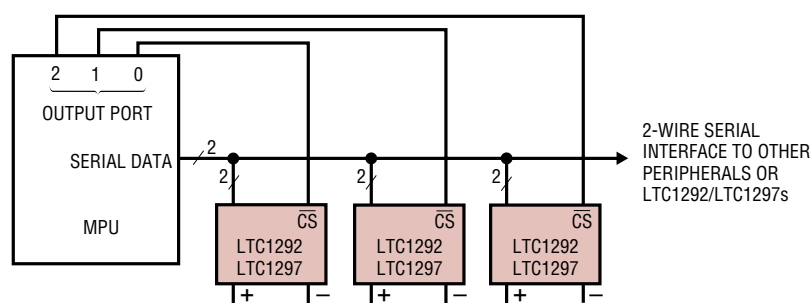 2 1 0
OUTPUT PORT
SERIAL DATA
MPU
2
2
2
2
CS
LTC1292
LTC1297
+ −
CS
LTC1292
LTC1297
+ −
CS
LTC1292
LTC1297
+ −
2-WIRE SERIAL
INTERFACE TO OTHER
PERIPHERALS OR
LTC1292/LTC1297s